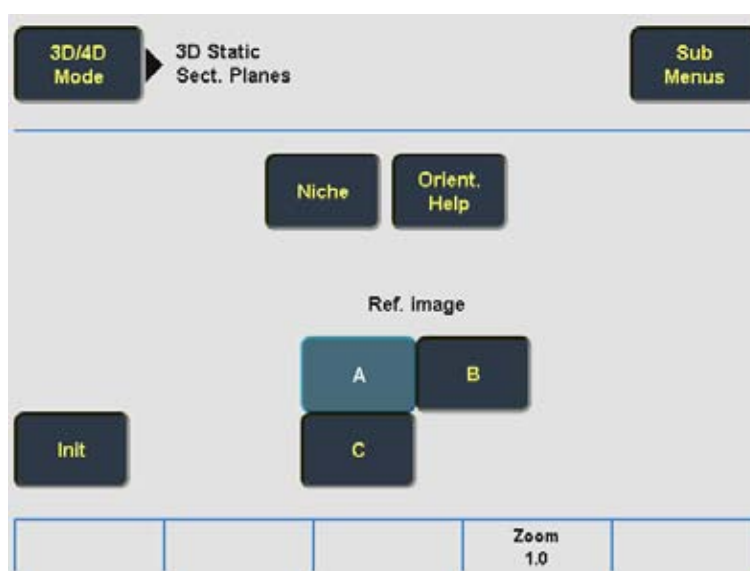 3D/4D
Mode
3D Static
Sect. Planes
Sub
Menus
Niche
Orient.
Help
Ref. image
A
B
Init
C
Zoom
1.0